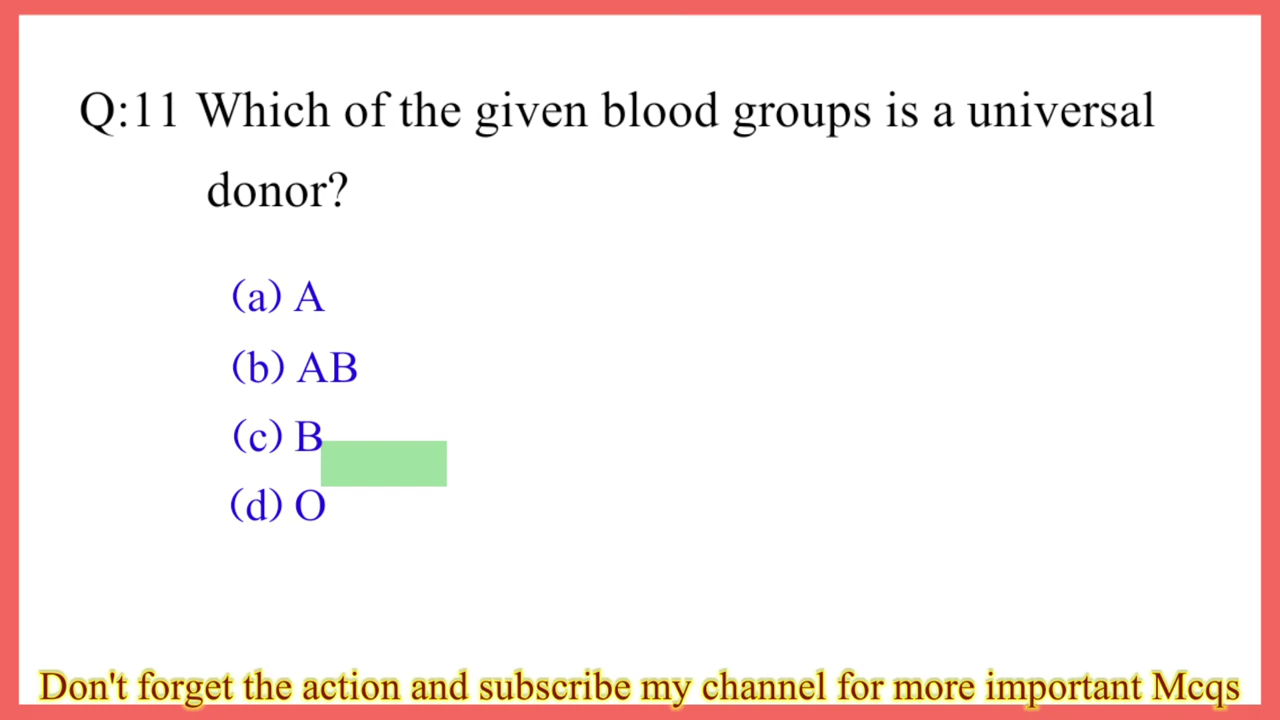 Q:11 Which of the given blood groups is a universal
donor?
(a) A
(b) AB
(c) B
(d) O
Don't forget the action and subscribe my channel for more important Mcqs